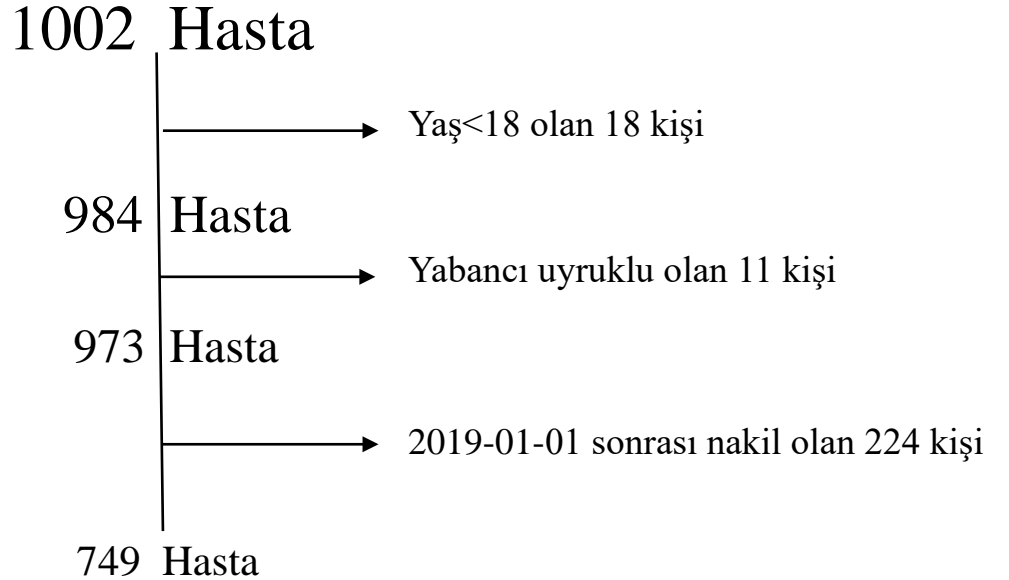 1002 Hasta
Yaş<18 olan 18 kişi
984 Hasta
Yabancı uyruklu olan 11 kişi
973 Hasta
2019-01-01 sonrası nakil olan 224 kişi
749 Hasta